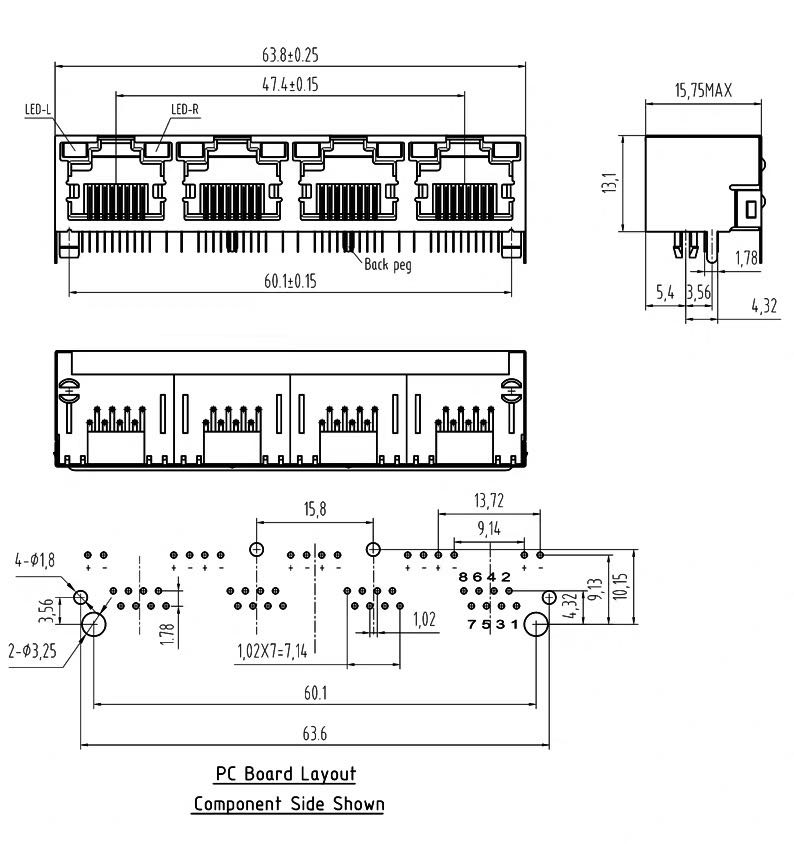 63.8±0.25
47.4±0.15
LED-L
LED-R
Back peg
60.1±0.15
15,75MAX
13,1
1,78
5,4
3,56
4,32
15,8
13,72
9,14
4-Ø1,8
+ - + - + - + - + - + - + - + -
8 6 4 2
3,56
1.78
1,02
7 5 3 1
4,32
9,13
10,15
2-Ø3,25
1,02X7=7,14
60.1
63.6
PC Board Layout
Component Side Shown